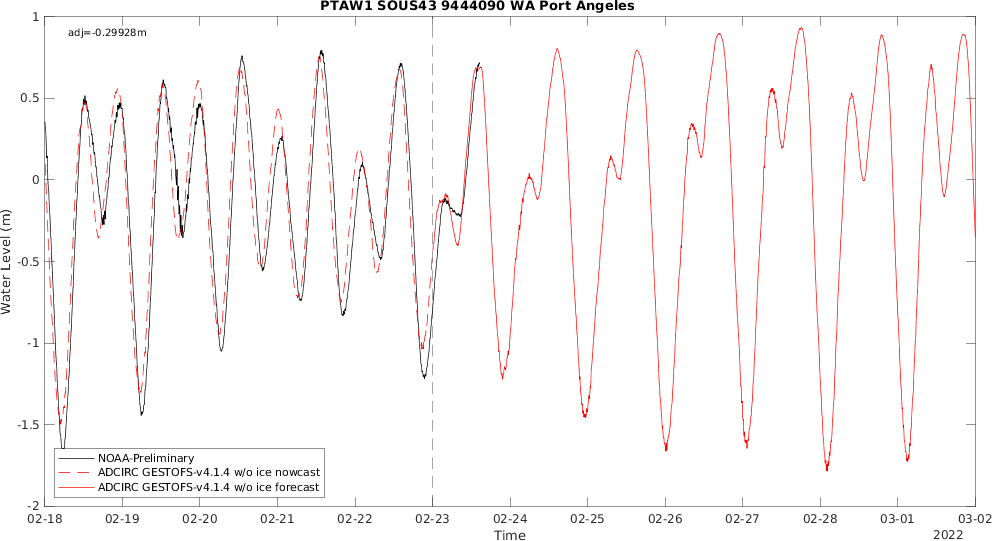 PTAW1 SOUS43 9444090 WA Port Angeles
adj=-0.29928m
1
0.5
0
-0.5
-1
-1.5
-2
Water Level (m)
NOAA-Preliminary
ADCIRC GESTOFS-v4.1.4 w/o ice nowcast
ADCIRC GESTOFS-v4.1.4 w/o ice forecast
02-18 02-19 02-20 02-21 02-22 02-23 02-24 02-25 02-26 02-27 02-28 03-01 03-02
Time
2022